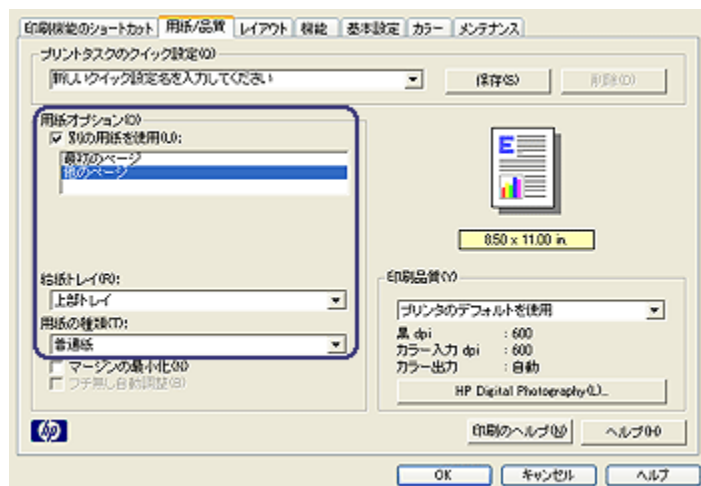 印刷機能のショートカット 用紙/品質 レイアウト 機能 基本設定 カラー メンテナンス
プリントタスクのクイック設定(Q)
新しいクイック設定名を入力してください
保存(S) 削除(D)
用紙オプション(O)
別の用紙を使用(U):
最初のページ
他のページ
E
8.50 × 11.00 in.
給紙トレイ(R):
上部トレイ
用紙の種類(T):
普通紙
マージンの最小化(N)
フチ無し自動調整(B)
印刷品質(Y)
プリンタのデフォルトを使用
黒 dpi : 600
カラー入力 dpi : 600
カラー出力 : 自動
HP Digital Photography(L)...
hp
印刷のヘルプ(W) ヘルプ(H)
OK キャンセル ヘルプ